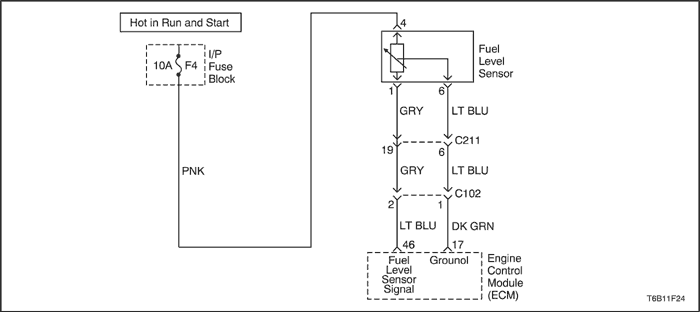 Hot in Run and Start
4
I/P
Fuse
Block
10A
F4
Fuel
Level
Sensor
1
6
GRY
LT BLU
C211
19
6
PNK
GRY
LT BLU
C102
2
1
LT BLU
DK GRN
46
17
Fuel
Level
Sensor
Signal
Grounol
Engine
Control
Module
(ECM)
T6B11F24